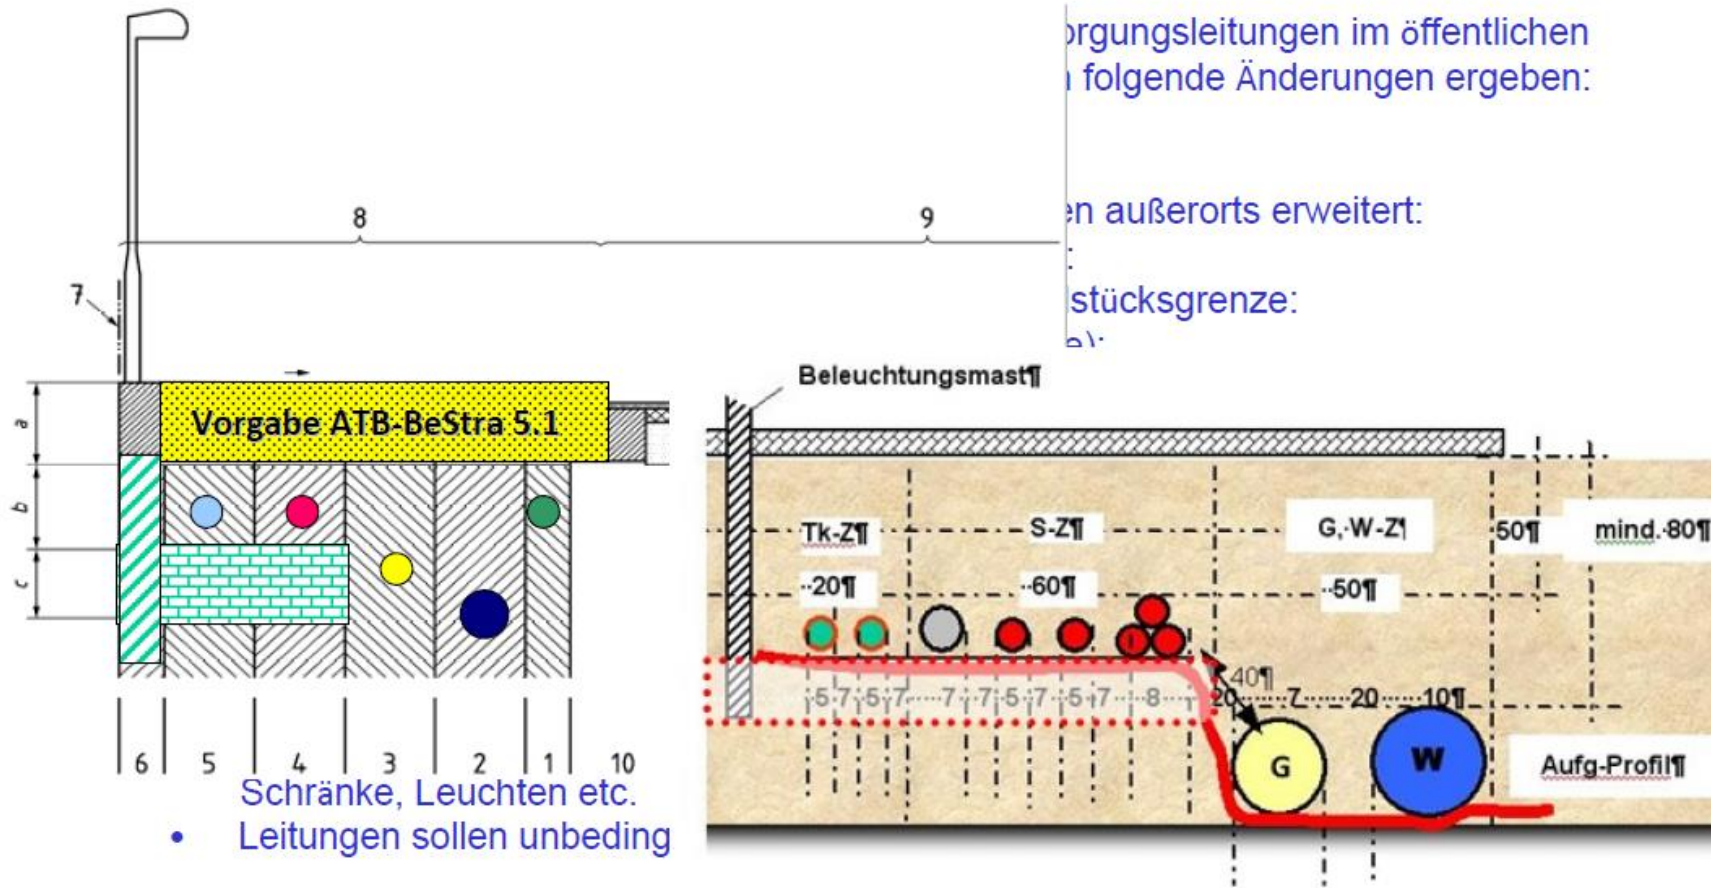 orgungsleitungen im öffentlichen
folgende Änderungen ergeben:
en außerorts erweitert:
:
stücksgrenze:
e):
8
9
7
a
Vorgabe ATB-BeStra 5.1
b
c
6 5 4 3 2 1 10
Schränke, Leuchten etc.
• Leitungen sollen unbeding
Beleuchtungsmast¶
Tk-Z¶ S-Z¶ G,·W-Z¶ 50¶ mind.·80¶
··20¶ ··60¶ ··50¶
40¶
·5·7·5·7·····7···7·5·7···5·7·····8······20·······7·······20·····10¶
G W Aufg-Profil¶